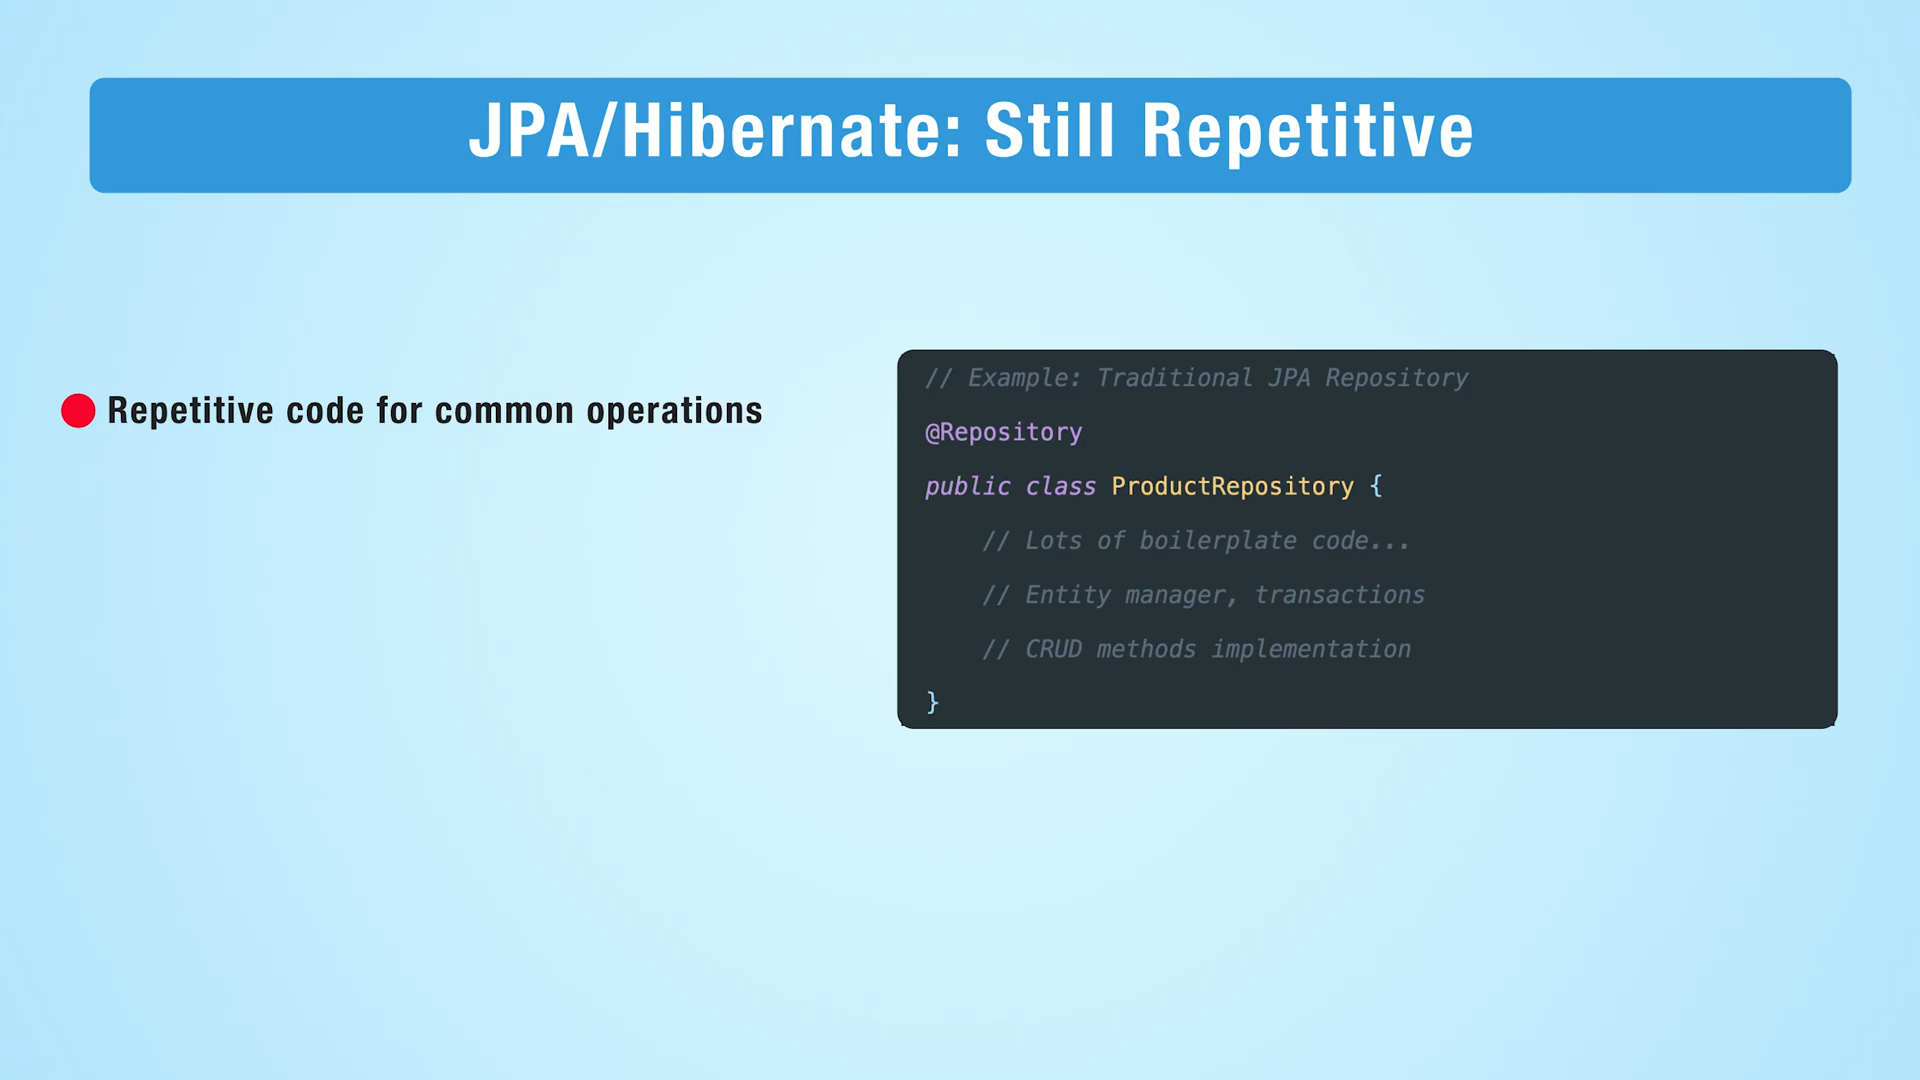 JPA/Hibernate: Still Repetitive
Repetitive code for common operations
// Example: Traditional JPA Repository
@Repository
public class ProductRepository {
// Lots of boilerplate code...
// Entity manager, transactions
// CRUD methods implementation
}